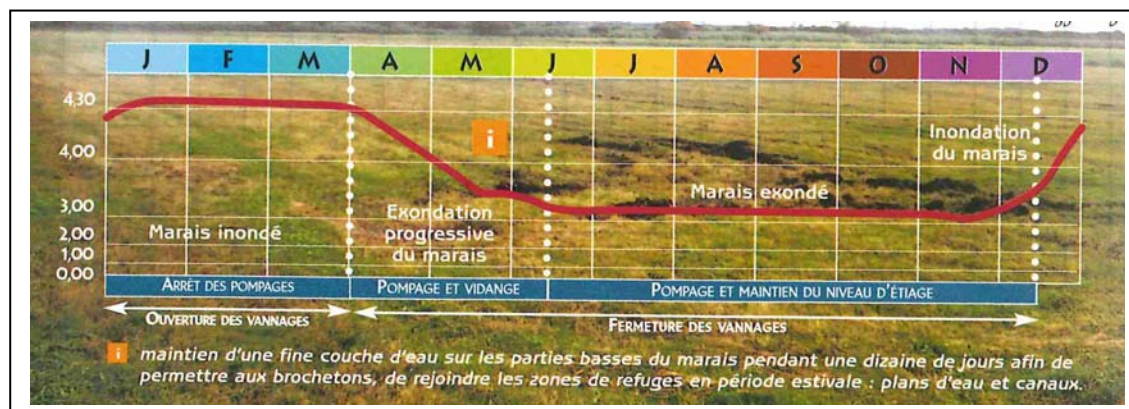 J F M A M J J A S O N D
4,30
4,00
3,00
2,00
1,00
0,00
i
Inondation
du marais
Marais inondé
Exondation
progressive
du marais
Marais exondé
ARRÊT DES POMPAGES
POMPAGE ET VIDANGE
POMPAGE ET MAINTIEN DU NIVEAU D'ÉTIAGE
OUVERTURE DES VANNAGES
FERMETURE DES VANNAGES
i maintien d'une fine couche d'eau sur les parties basses du marais pendant une dizaine de jours afin de
permettre aux brochetons, de rejoindre les zones de refuges en période estivale : plans d'eau et canaux.